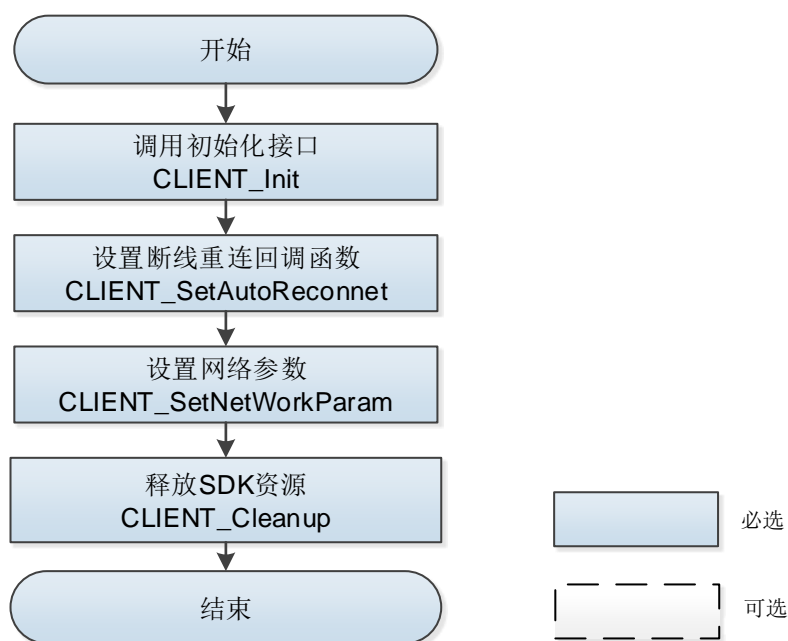 开始
调用初始化接口
CLIENT_Init
设置断线重连回调函数
CLIENT_SetAutoReconnet
设置网络参数
CLIENT_SetNetWorkParam
释放SDK资源
CLIENT_Cleanup
结束
必选
可选